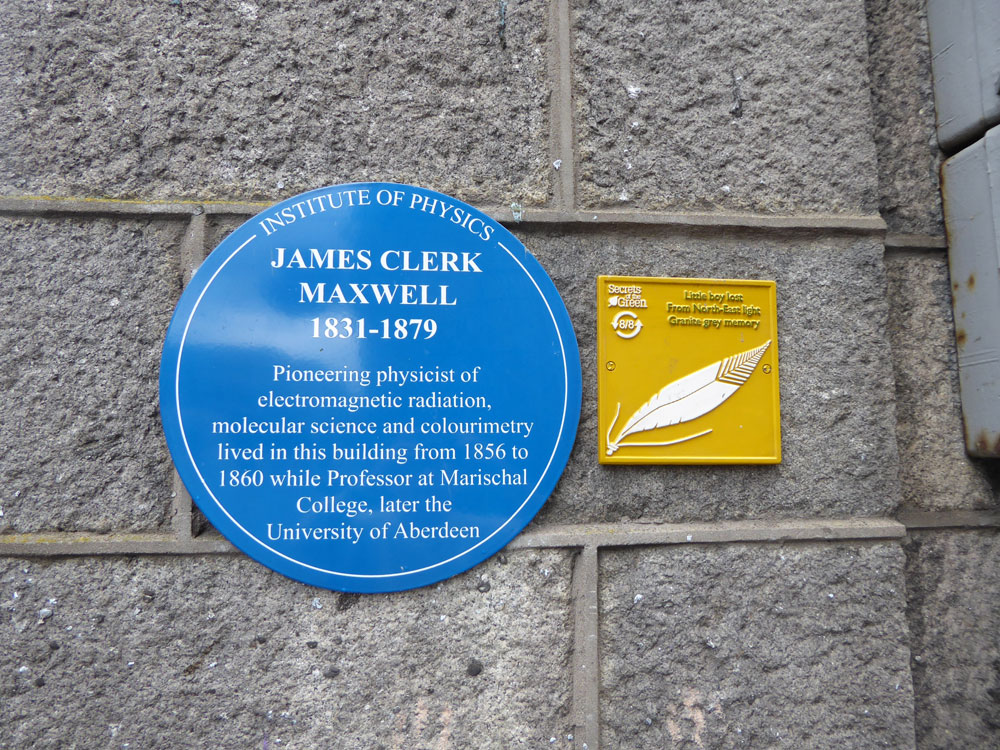 INSTITUTE OF PHYSICS
JAMES CLERK
MAXWELL
1831-1879
Pioneering physicist of
electromagnetic radiation,
molecular science and colourimetry
lived in this building from 1856 to
1860 while Professor at Marischal
College, later the
University of Aberdeen
Secrets
of the
Green
8/8
Little boy lost
From North-East light
Granite grey memory